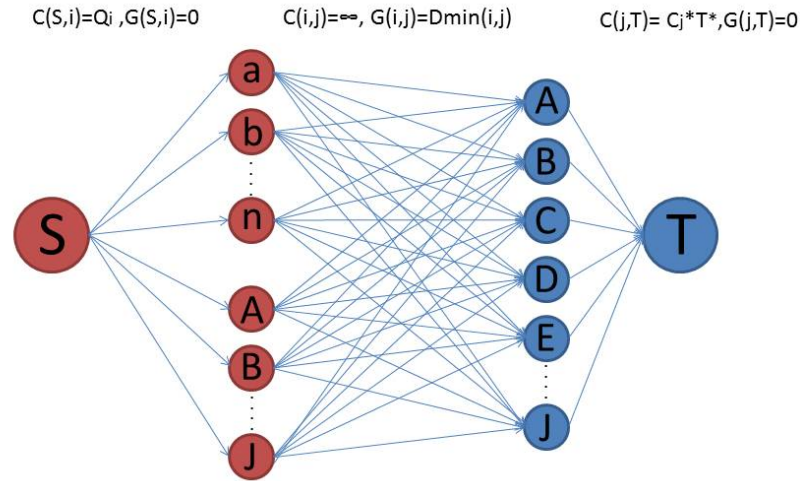 C(S,i)=Qi ,G(S,i)=0
C(i,j)=∞, G(i,j)=Dmin(i,j)
C(j,T)= Cj*T*,G(j,T)=0
S
a
b
n
A
B
J
A
B
C
D
E
J
T